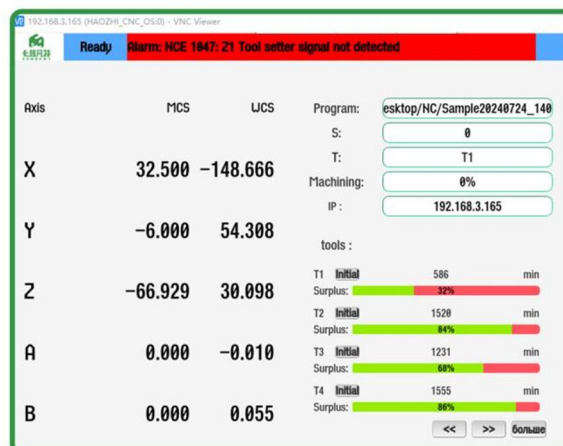 192.168.3.165 (HAOZHI_CNC_OS:0) - VNC Viewer
Ready
Alarm: NCE 1047: Z1 Tool setter signal not detected
Axis MCS WCS
X 32.500 -148.666
Y -6.000 54.308
Z -66.929 30.098
A 0.000 -0.010
B 0.000 0.055
Program: esktop/NC/Sample20240724_140
S: 0
T: T1
Machining: 0%
IP : 192.168.3.165
tools :
T1 Initial 586 min
Surplus: 32%
T2 Initial 1520 min
Surplus: 84%
T3 Initial 1231 min
Surplus: 68%
T4 Initial 1555 min
Surplus: 86%
<< >> больше